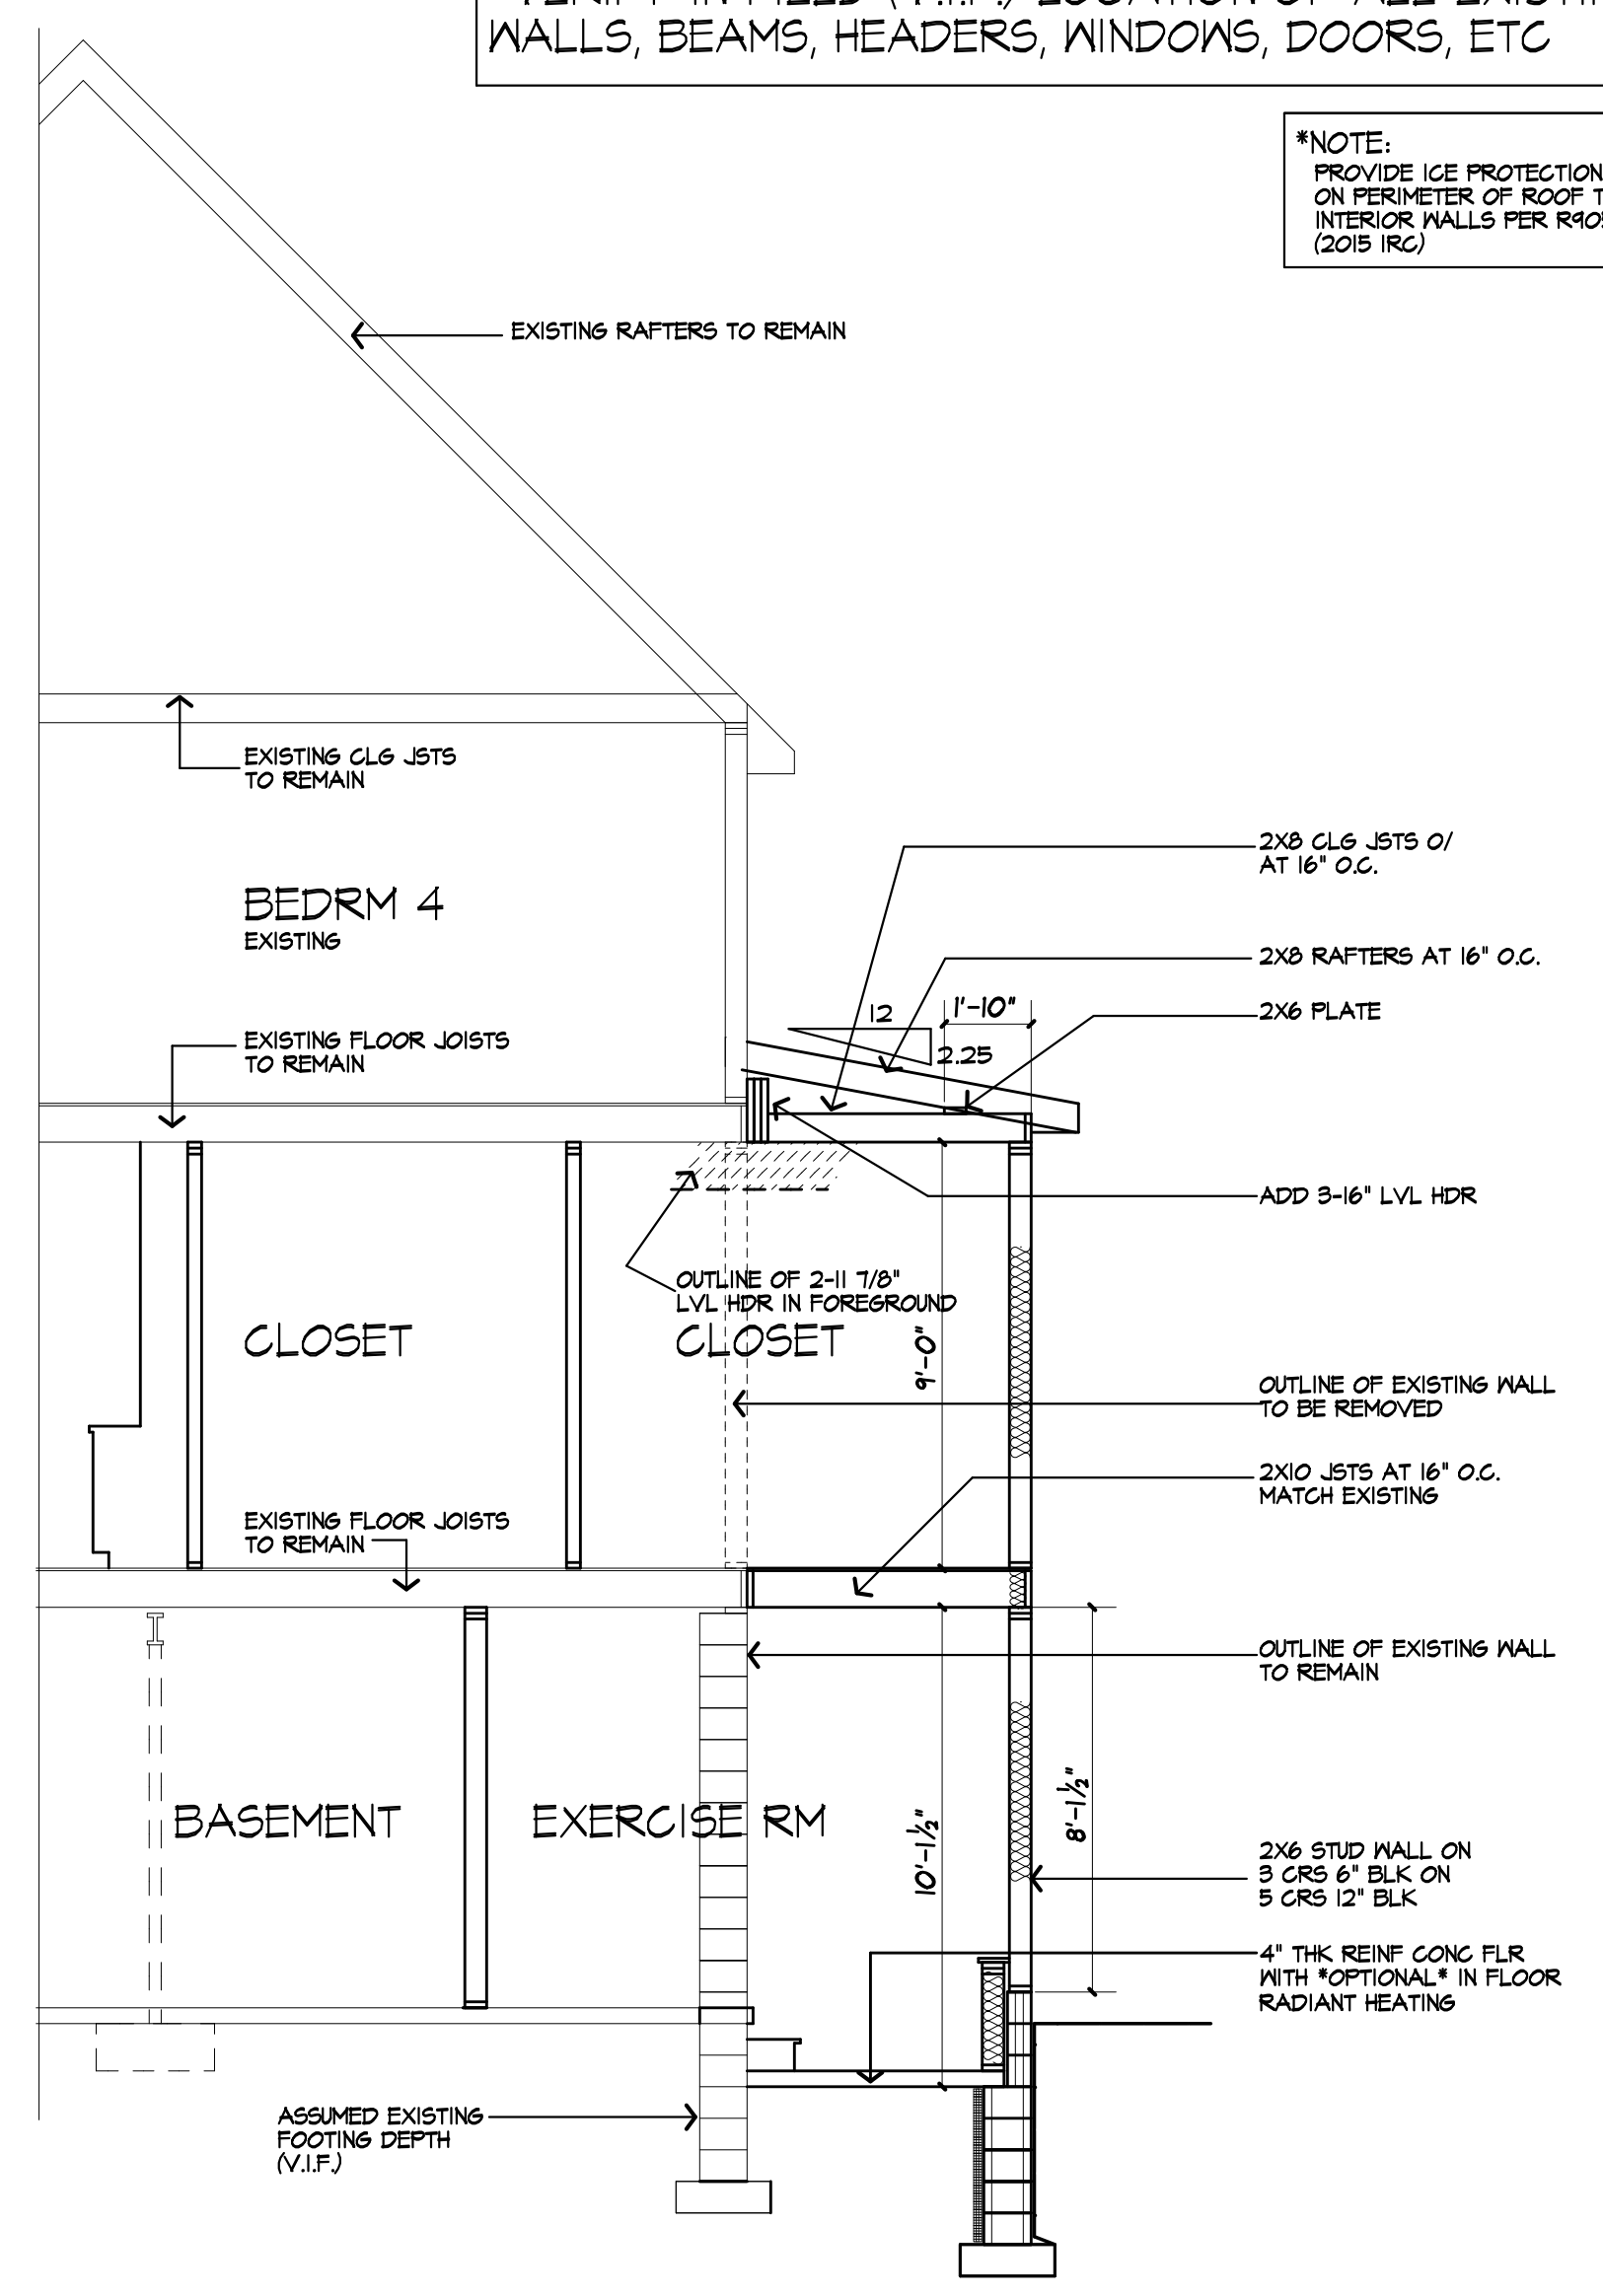 WALLS, BEAMS, HEADERS, WINDOWS, DOORS, ETC
*NOTE:
PROVIDE ICE PROTECTION
ON PERIMETER OF ROOF
INTERIOR WALLS PER
(2015 IRC)
EXISTING RAFTERS TO REMAIN
EXISTING CLG JSTS
TO REMAIN
BEDRM 4
EXISTING
2X8 CLG JSTS O/
AT 16" O.C.
2X8 RAFTERS AT 16" O.C.
2X6 PLATE
12
1'-10"
2.25
EXISTING FLOOR JOISTS
TO REMAIN
ADD 3-16" LVL HDR
OUTLINE OF 2-11 7/8"
LVL HDR IN FOREGROUND
CLOSET
CLOSET
9'-0"
OUTLINE OF EXISTING WALL
TO BE REMOVED
2X10 JSTS AT 16" O.C.
MATCH EXISTING
EXISTING FLOOR JOISTS
TO REMAIN
OUTLINE OF EXISTING WALL
TO REMAIN
BASEMENT
EXERCISE RM
10'-1½"
8'-1½"
2X6 STUD WALL ON
3 CRS 6" BLK ON
5 CRS 12" BLK
4" THK REINF CONC FLR
WITH *OPTIONAL* IN FLOOR
RADIANT HEATING
ASSUMED EXISTING
FOOTING DEPTH
(V.I.F.)